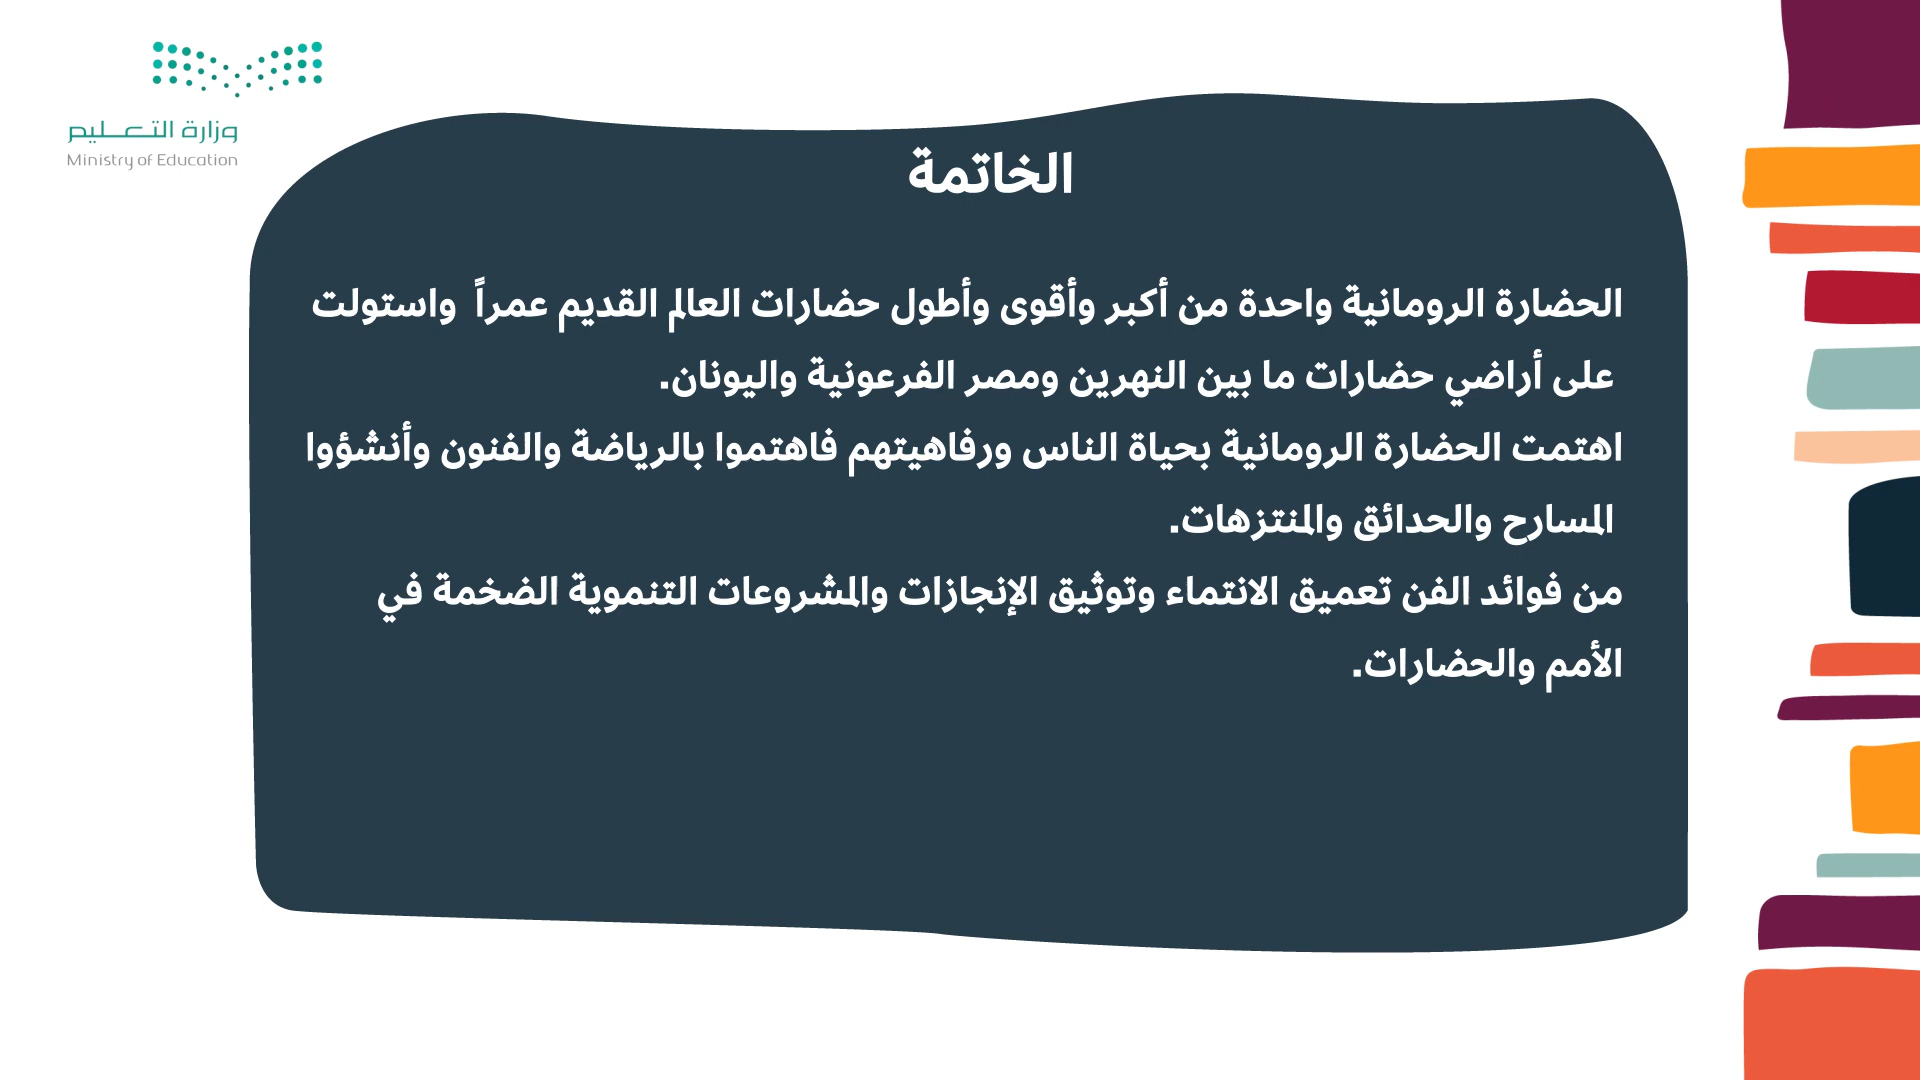 وزارة التعليم
Ministry of Education
الخاتمة
الحضارة الرومانية واحدة من أكبر وأقوى وأطول حضارات العالم القديم عمراً واستولت
على أراضي حضارات ما بين النهرين ومصر الفرعونية واليونان.
اهتمت الحضارة الرومانية بحياة الناس ورفاهيتهم فاهتموا بالرياضة والفنون وأنشؤوا
المسارح والحدائق والمنتزهات.
من فوائد الفن تعميق الانتماء وتوثيق الإنجازات والمشروعات التنموية الضخمة في
الأمم والحضارات.